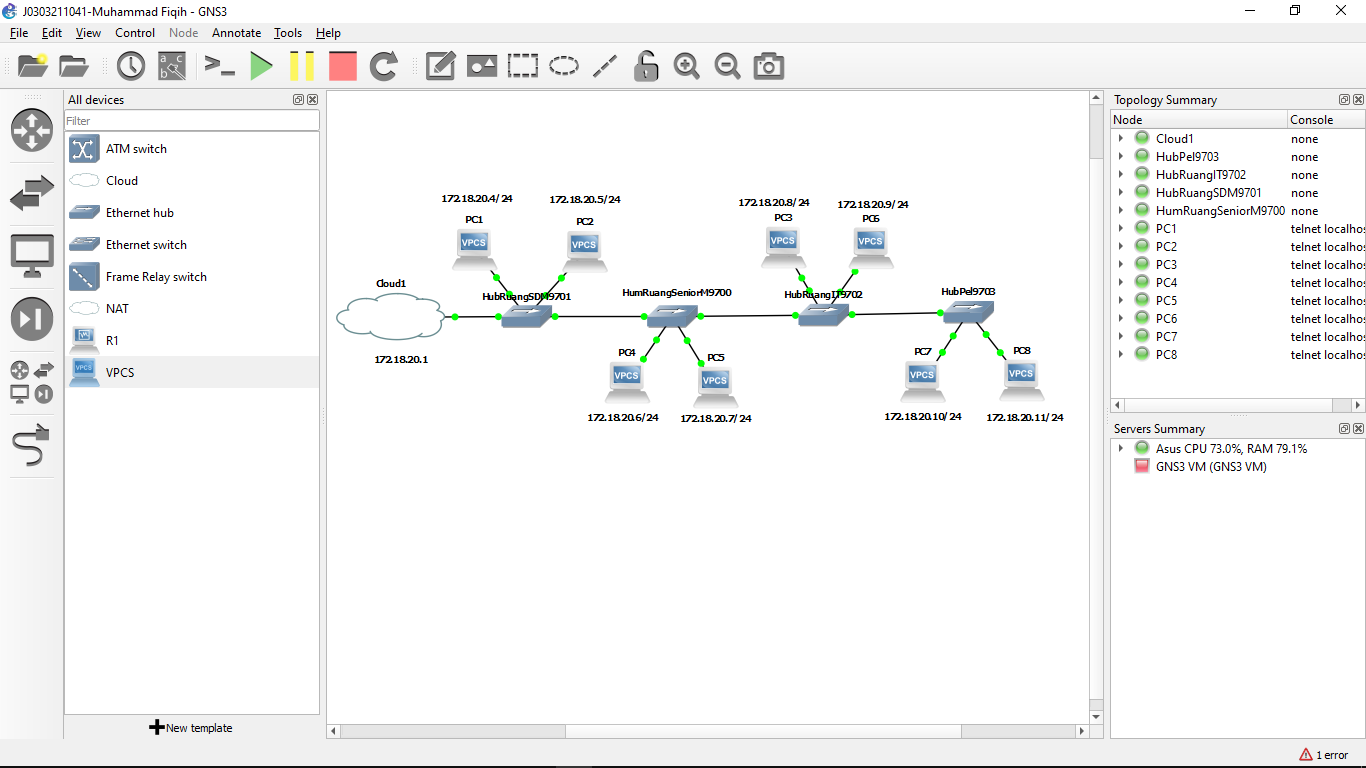 J0303211041-Muhammad Fiqih - GNS3
File Edit View Control Node Annotate Tools Help
All devices
Filter
ATM switch
Cloud
Ethernet hub
Ethernet switch
Frame Relay switch
NAT
R1
VPCS
New template
172.18.20.4/24
PC1
VPCS
172.18.20.5/24
PC2
VPCS
172.18.20.8/24
PC3
VPCS
172.18.20.9/24
PC6
VPCS
Cloud1
172.18.20.1
HubRuangSDM9701
HumRuangSeniorM9700
HubRuangIT9702
HubPel9703
PC4
VPCS
172.18.20.6/24
PC5
VPCS
172.18.20.7/24
PC7
VPCS
172.18.20.10/24
PC8
VPCS
172.18.20.11/24
Topology Summary
Node Console
Cloud1 none
HubPel9703 none
HubRuangIT9702 none
HubRuangSDM9701 none
HumRuangSeniorM9700 none
PC1 telnet localhos
PC2 telnet localhos
PC3 telnet localhos
PC4 telnet localhos
PC5 telnet localhos
PC6 telnet localhos
PC7 telnet localhos
PC8 telnet localhos
Servers Summary
Asus CPU 73.0%, RAM 79.1%
GNS3 VM (GNS3 VM)
1 error